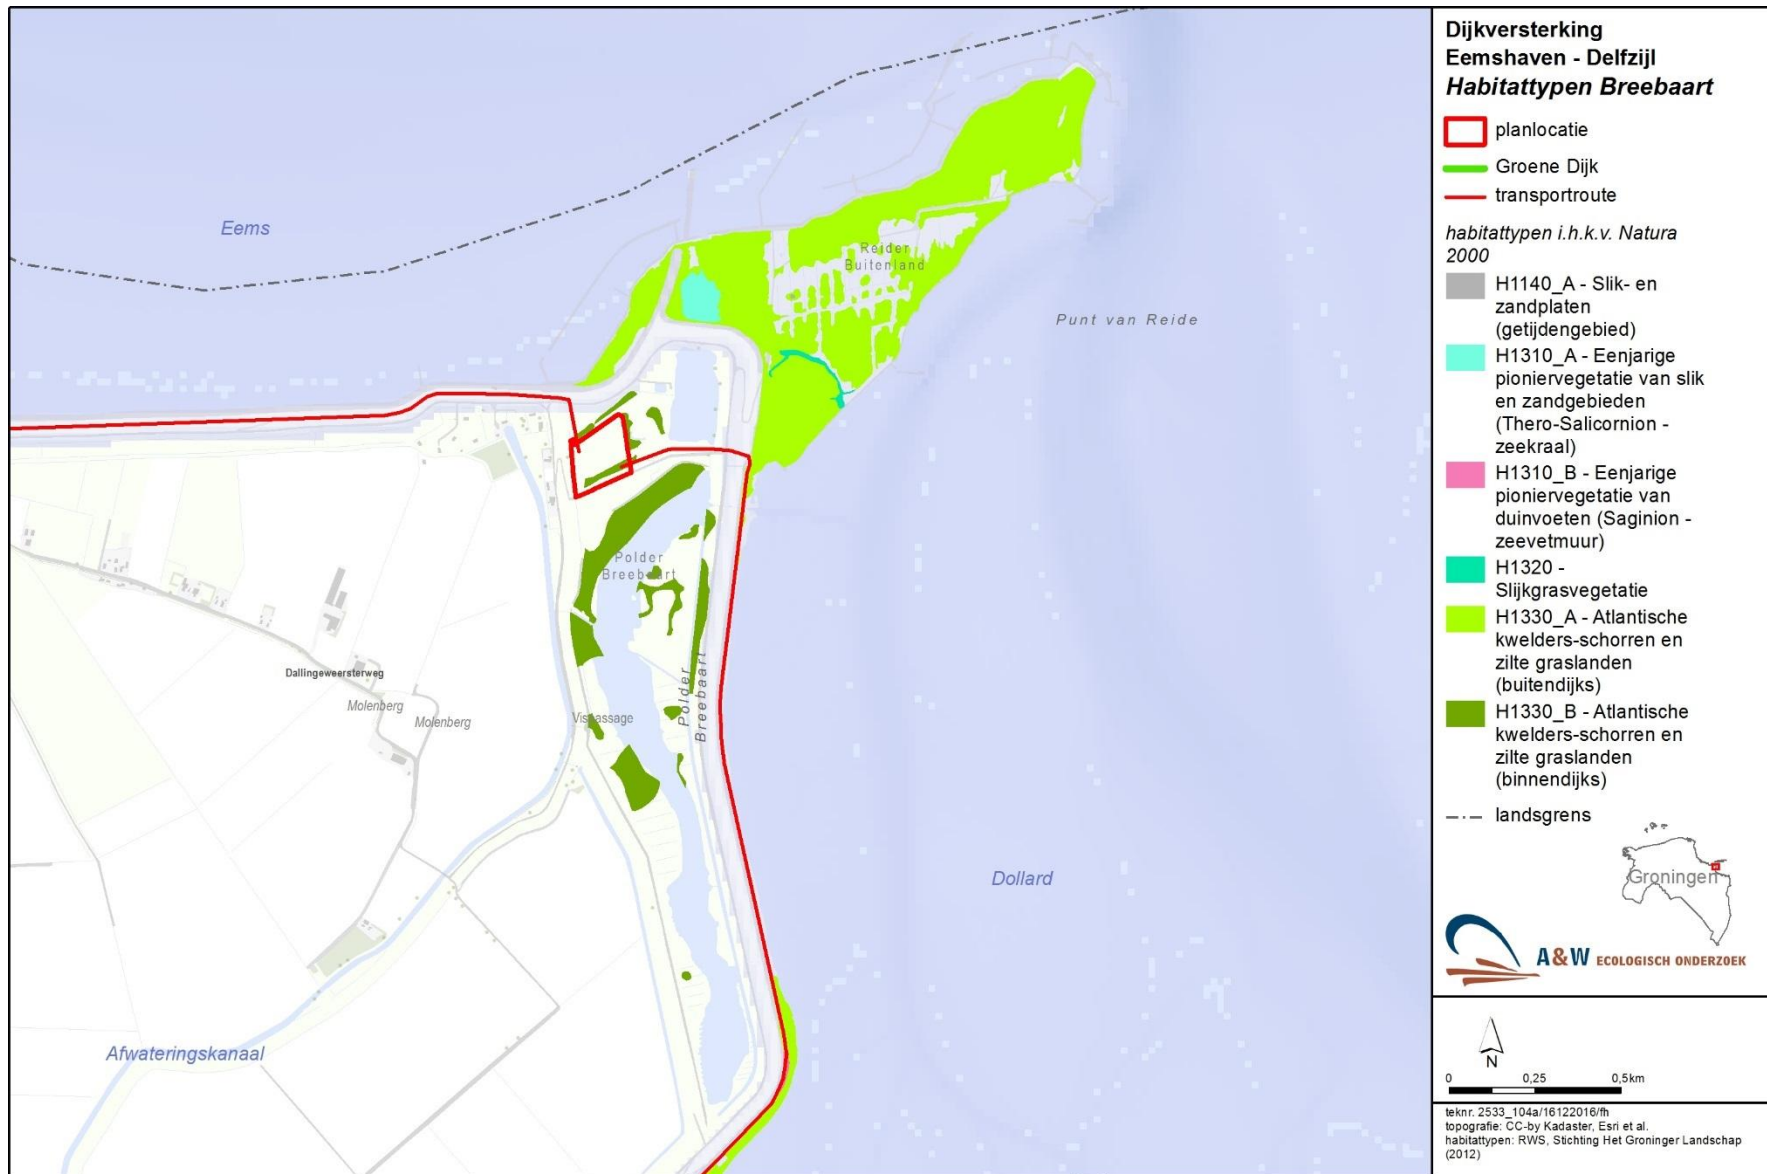 Eems
Reider
Buitenland
Punt van Reide
Polder
Breebaart
Polder
Breebaart
Dallingeweersterweg
Molenberg
Molenberg
Vispassage
Dollard
Afwateringskanaal
Dijkversterking
Eemshaven - Delfzijl
Habitattypen Breebaart
planlocatie
Groene Dijk
transportroute
habitattypen i.h.k.v. Natura
2000
H1140_A - Slik- en
zandplaten
(getijdengebied)
H1310_A - Eenjarige
pioniervegetatie van slik
en zandgebieden
(Thero-Salicornion -
zeekraal)
H1310_B - Eenjarige
pioniervegetatie van
duinvoeten (Saginion -
zeevetmuur)
H1320 -
Slijkgrasvegetatie
H1330_A - Atlantische
kwelders-schorren en
zilte graslanden
(buitendijks)
H1330_B - Atlantische
kwelders-schorren en
zilte graslanden
(binnendijks)
landsgrens
Groningen
A&W ECOLOGISCH ONDERZOEK
N
0 0,25 0,5km
teknr. 2533_104a/16122016/fh
topografie: CC-by Kadaster, Esri et al.
habitattypen: RWS, Stichting Het Groninger Landschap
(2012)